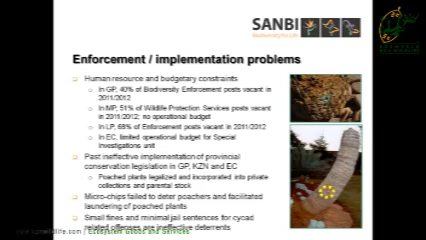 SANBI
Biodiversity for Life
Enforcement / implementation problems
Human resource and budgetary constraints
In GP, 40% of Biodiversity Enforcement posts vacant in
2011/2012
In MP, 51% of Wildlife Protection Services posts vacant
in 2011/2012; no operational budget
In LP, 68% of Enforcement posts vacant in 2011/2012
In EC, limited operational budget for Special
Investigations unit
Past ineffective implementation of provincial
conservation legislation in GP, KZN and EC
Poached plants legalized and incorporated into private
collections and parental stock
Micro-chips failed to deter poachers and facilitated
laundering of poached plants
Small fines and minimal jail sentences for cycad
related offenses are ineffective deterrents
Ecosystem Goods and Services